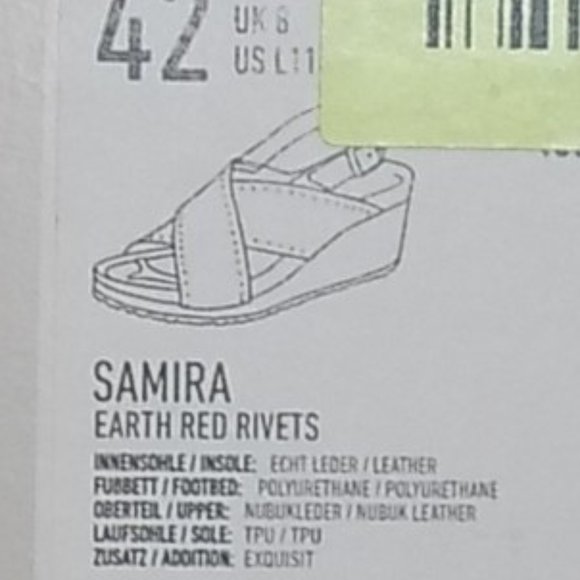 42
UK 8
US L11
SAMIRA
EARTH RED RIVETS
INNENSOHLE / INSOLE: ECHT LEDER / LEATHER
FUßBETT / FOOTBED: POLYURETHANE / POLYURETHANE
OBERTEIL / UPPER: NUBUKLEDER / NUBUK LEATHER
LAUFSOHLE / SOLE: TPU / TPU
ZUSATZ / ADDITION: EXQUISIT